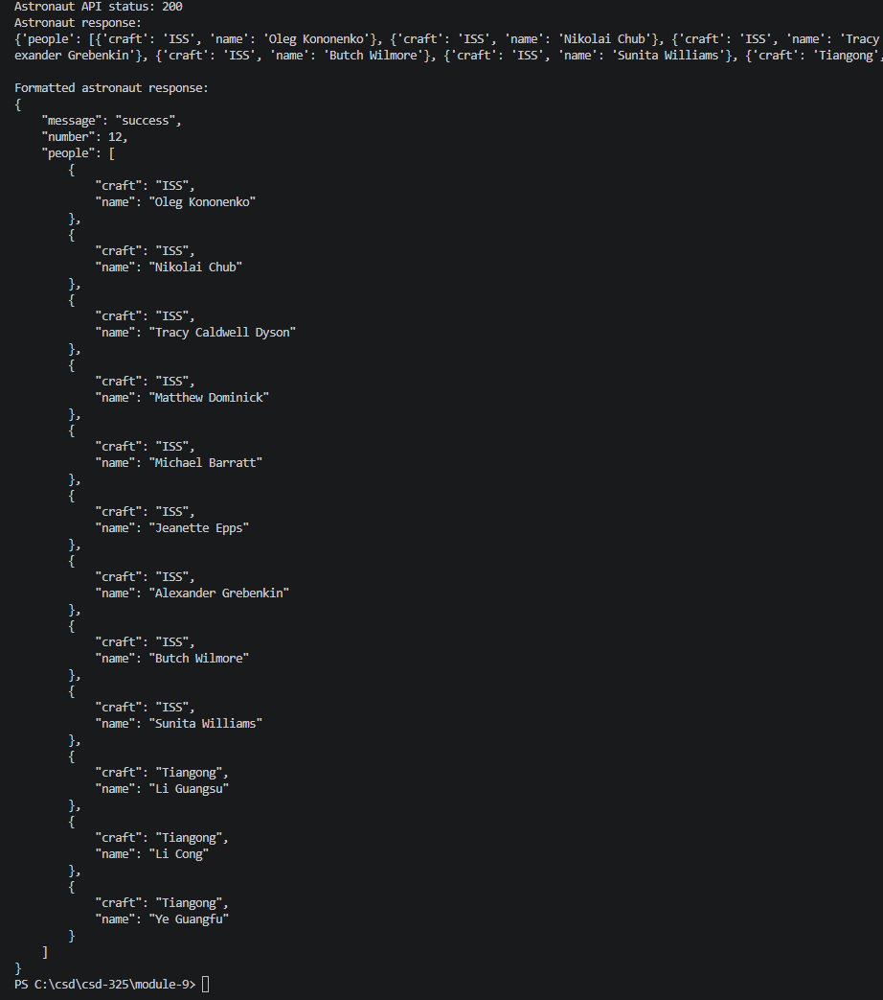 Astronaut API status: 200
Astronaut response:
{'people': [{'craft': 'ISS', 'name': 'Oleg Kononenko'}, {'craft': 'ISS', 'name': 'Nikolai Chub'}, {'craft': 'ISS', 'name': 'Tracy
exander Grebenkin'}, {'craft': 'ISS', 'name': 'Butch Wilmore'}, {'craft': 'ISS', 'name': 'Sunita Williams'}, {'craft': 'Tiangong',

Formatted astronaut response:
{
    "message": "success",
    "number": 12,
    "people": [
        {
            "craft": "ISS",
            "name": "Oleg Kononenko"
        },
        {
            "craft": "ISS",
            "name": "Nikolai Chub"
        },
        {
            "craft": "ISS",
            "name": "Tracy Caldwell Dyson"
        },
        {
            "craft": "ISS",
            "name": "Matthew Dominick"
        },
        {
            "craft": "ISS",
            "name": "Michael Barratt"
        },
        {
            "craft": "ISS",
            "name": "Jeanette Epps"
        },
        {
            "craft": "ISS",
            "name": "Alexander Grebenkin"
        },
        {
            "craft": "ISS",
            "name": "Butch Wilmore"
        },
        {
            "craft": "ISS",
            "name": "Sunita Williams"
        },
        {
            "craft": "Tiangong",
            "name": "Li Guangsu"
        },
        {
            "craft": "Tiangong",
            "name": "Li Cong"
        },
        {
            "craft": "Tiangong",
            "name": "Ye Guangfu"
        }
    ]
}
PS C:\csd\csd-325\module-9>